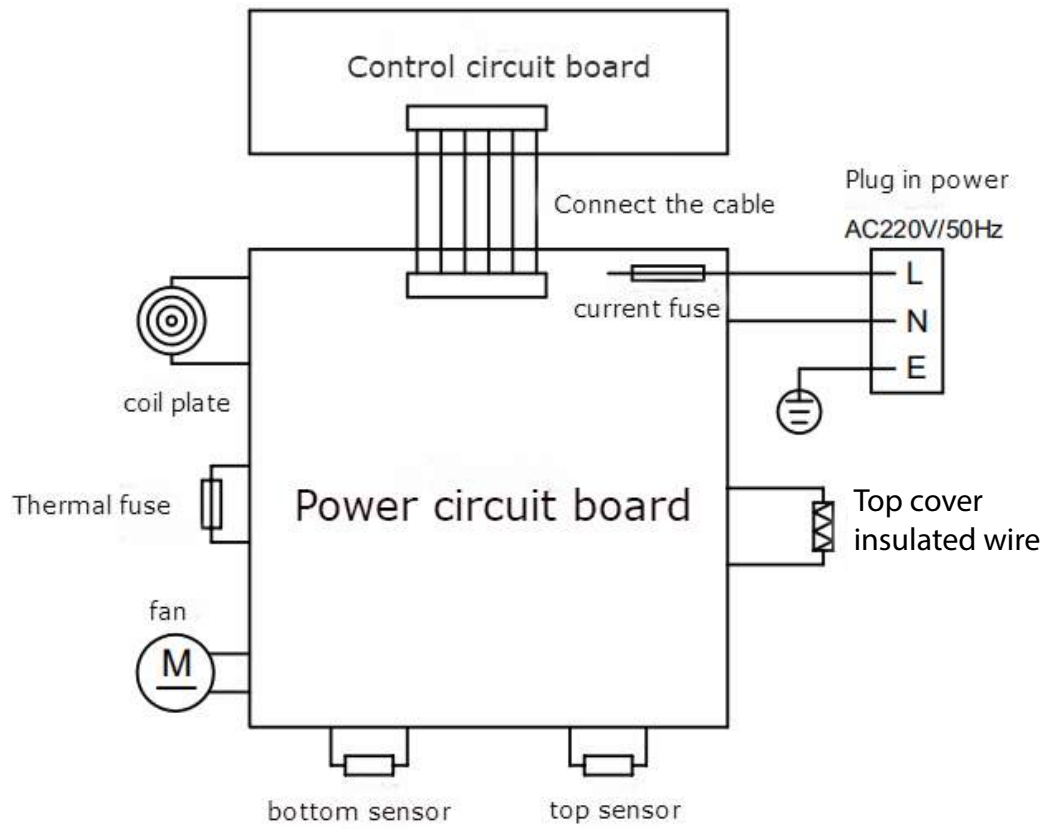 Control circuit board
Connect the cable
Plug in power
AC220V/50Hz
L
N
E
current fuse
coil plate
Thermal fuse
Power circuit board
Top cover
insulated wire
fan
M
bottom sensor
top sensor